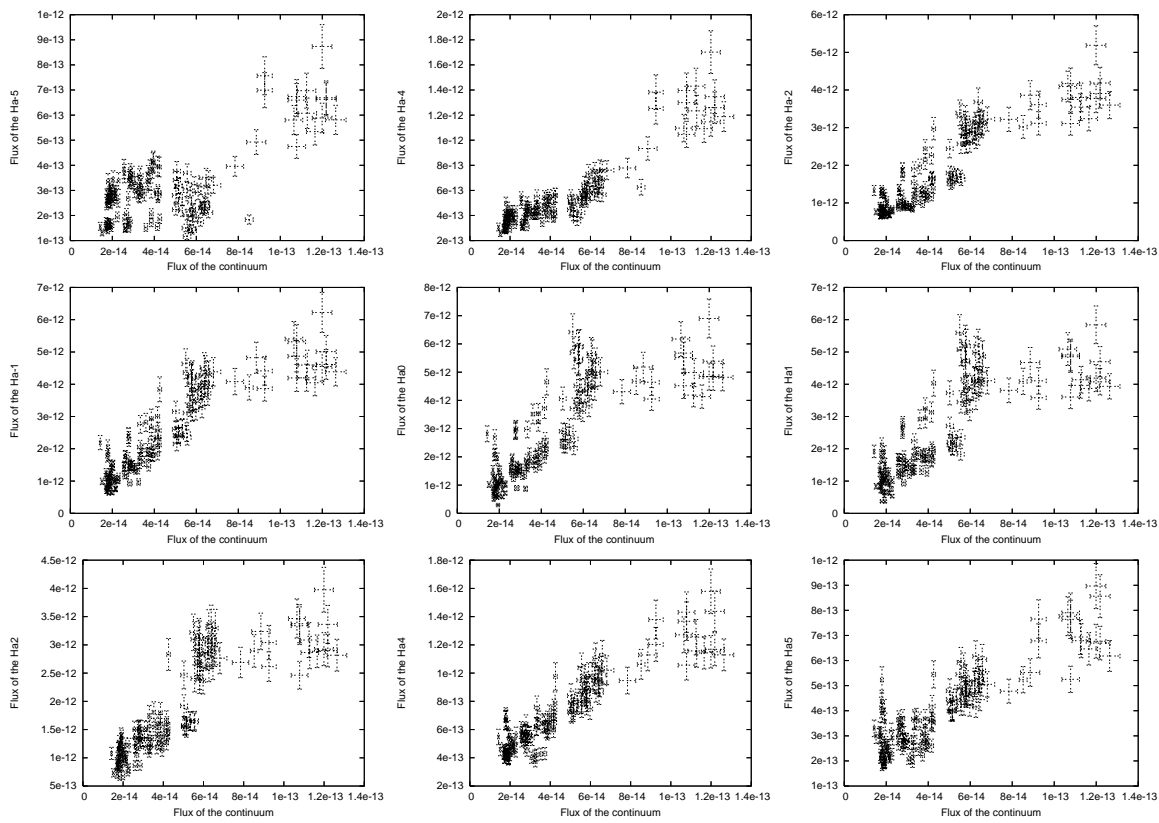 1e-12
9e-13
8e-13
7e-13
6e-13
5e-13
4e-13
3e-13
2e-13
1e-13
0 2e-14 4e-14 6e-14 8e-14 1e-13 1.2e-13 1.4e-13
Flux of the Ha-5
Flux of the continuum
2e-12
1.8e-12
1.6e-12
1.4e-12
1.2e-12
1e-12
8e-13
6e-13
4e-13
2e-13
0 2e-14 4e-14 6e-14 8e-14 1e-13 1.2e-13 1.4e-13
Flux of the Ha-4
Flux of the continuum
6e-12
5e-12
4e-12
3e-12
2e-12
1e-12
0
0 2e-14 4e-14 6e-14 8e-14 1e-13 1.2e-13 1.4e-13
Flux of the Ha-2
Flux of the continuum
7e-12
6e-12
5e-12
4e-12
3e-12
2e-12
1e-12
0
0 2e-14 4e-14 6e-14 8e-14 1e-13 1.2e-13 1.4e-13
Flux of the Ha-1
Flux of the continuum
8e-12
7e-12
6e-12
5e-12
4e-12
3e-12
2e-12
1e-12
0
0 2e-14 4e-14 6e-14 8e-14 1e-13 1.2e-13 1.4e-13
Flux of the Ha0
Flux of the continuum
7e-12
6e-12
5e-12
4e-12
3e-12
2e-12
1e-12
0
0 2e-14 4e-14 6e-14 8e-14 1e-13 1.2e-13 1.4e-13
Flux of the Ha1
Flux of the continuum
4.5e-12
4e-12
3.5e-12
3e-12
2.5e-12
2e-12
1.5e-12
1e-12
5e-13
0 2e-14 4e-14 6e-14 8e-14 1e-13 1.2e-13 1.4e-13
Flux of the Ha2
Flux of the continuum
1.8e-12
1.6e-12
1.4e-12
1.2e-12
1e-12
8e-13
6e-13
4e-13
2e-13
0 2e-14 4e-14 6e-14 8e-14 1e-13 1.2e-13 1.4e-13
Flux of the Ha4
Flux of the continuum
1e-12
9e-13
8e-13
7e-13
6e-13
5e-13
4e-13
3e-13
2e-13
1e-13
0 2e-14 4e-14 6e-14 8e-14 1e-13 1.2e-13 1.4e-13
Flux of the Ha5
Flux of the continuum